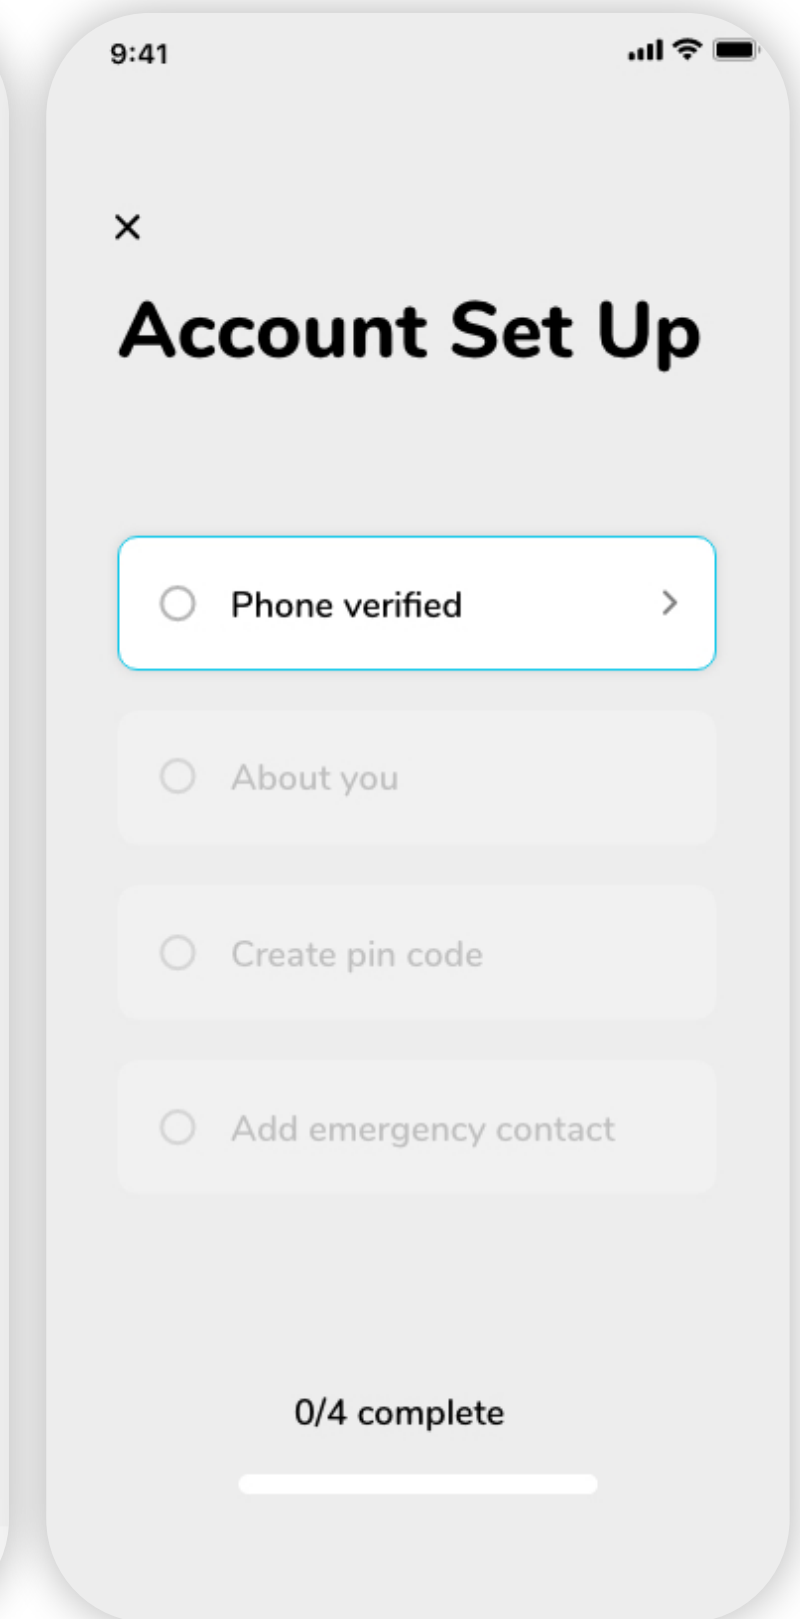 9:41
Account Set Up
Phone verified
About you
Create pin code
Add emergency contact
0/4 complete